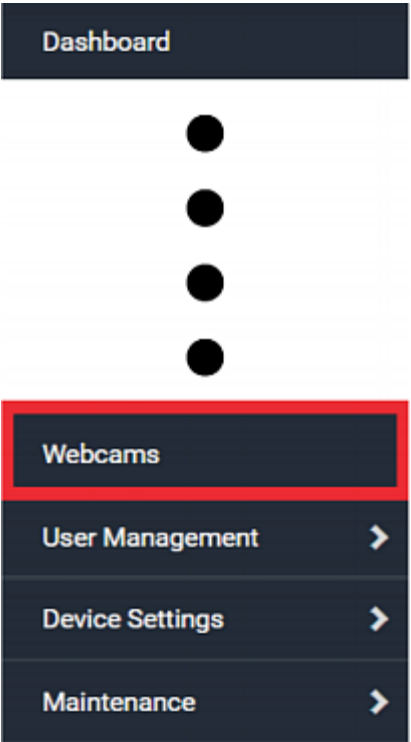 Dashboard
Webcams
User Management
Device Settings
Maintenance